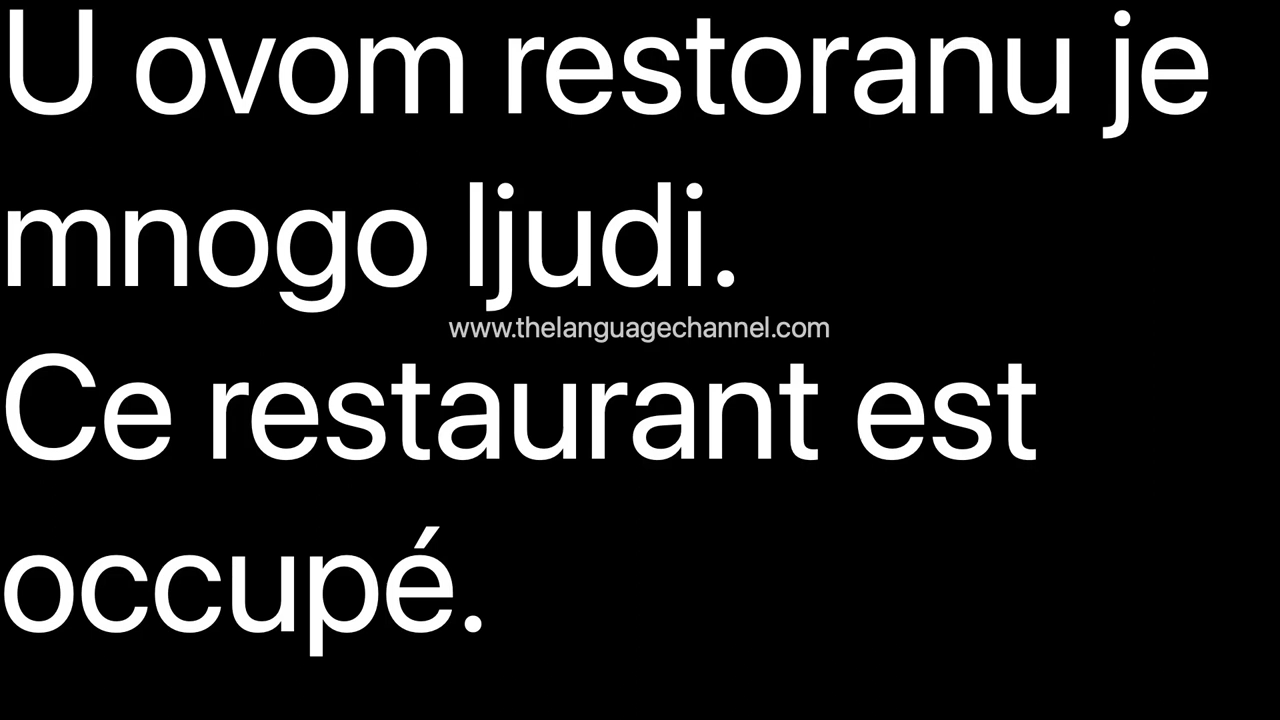 U ovom restoranu je
mnogo ljudi.
www.thelanguagechannel.com
Ce restaurant est
occupé.